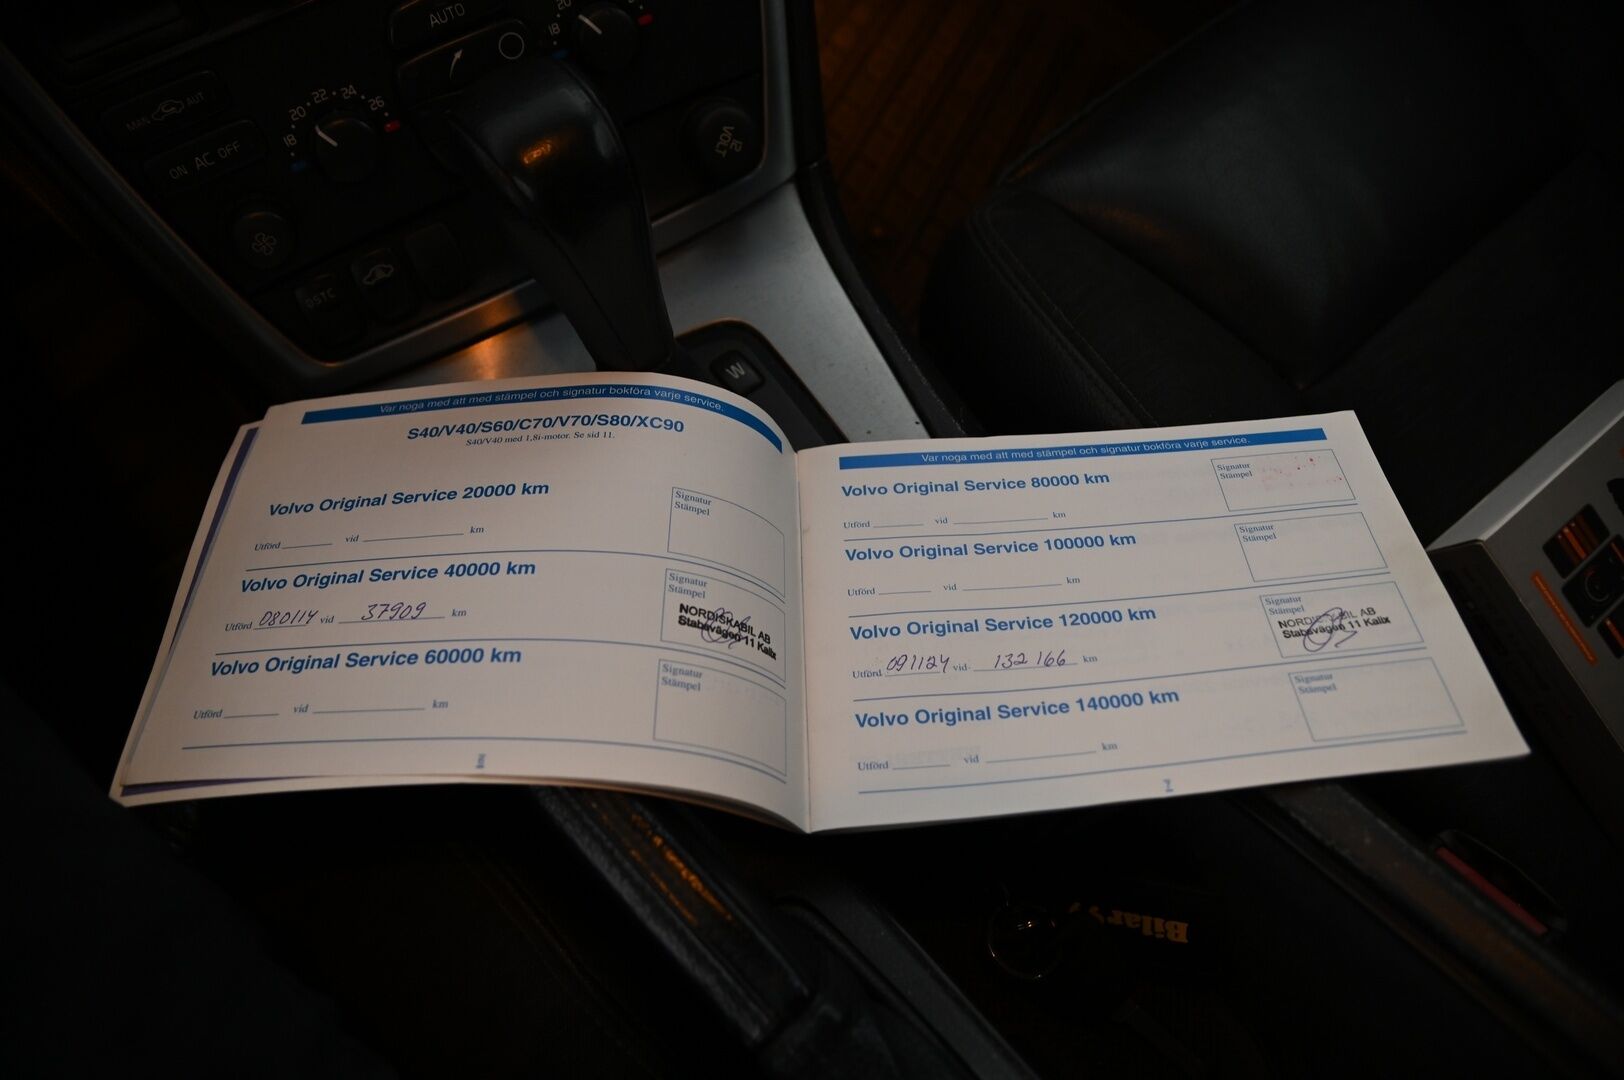 AUTO
MAN AUT
18 20 22 24 26
18 20
ON AC OFF
12 VOLT
DSTC
W
Var noga med att med stämpel och signatur bokföra varje service.
S40/V40/S60/C70/V70/S80/XC90
S40/V40 med 1,8i-motor. Se sid 11.
Volvo Original Service 20000 km
Signatur
Stämpel
Utförd vid km
Volvo Original Service 40000 km
Signatur
Stämpel
NORDISKABIL AB
Stabavägen 11 Kalix
Utförd 080114 vid 37909 km
Volvo Original Service 60000 km
Signatur
Stämpel
Utförd vid km
Var noga med att med stämpel och signatur bokföra varje service.
Volvo Original Service 80000 km
Signatur
Stämpel
Utförd vid km
Volvo Original Service 100000 km
Signatur
Stämpel
Utförd vid km
Volvo Original Service 120000 km
Signatur
Stämpel
NORDISKABIL AB
Stabavägen 11 Kalix
Utförd 091124 vid 132 166 km
Volvo Original Service 140000 km
Signatur
Stämpel
Utförd vid km
7